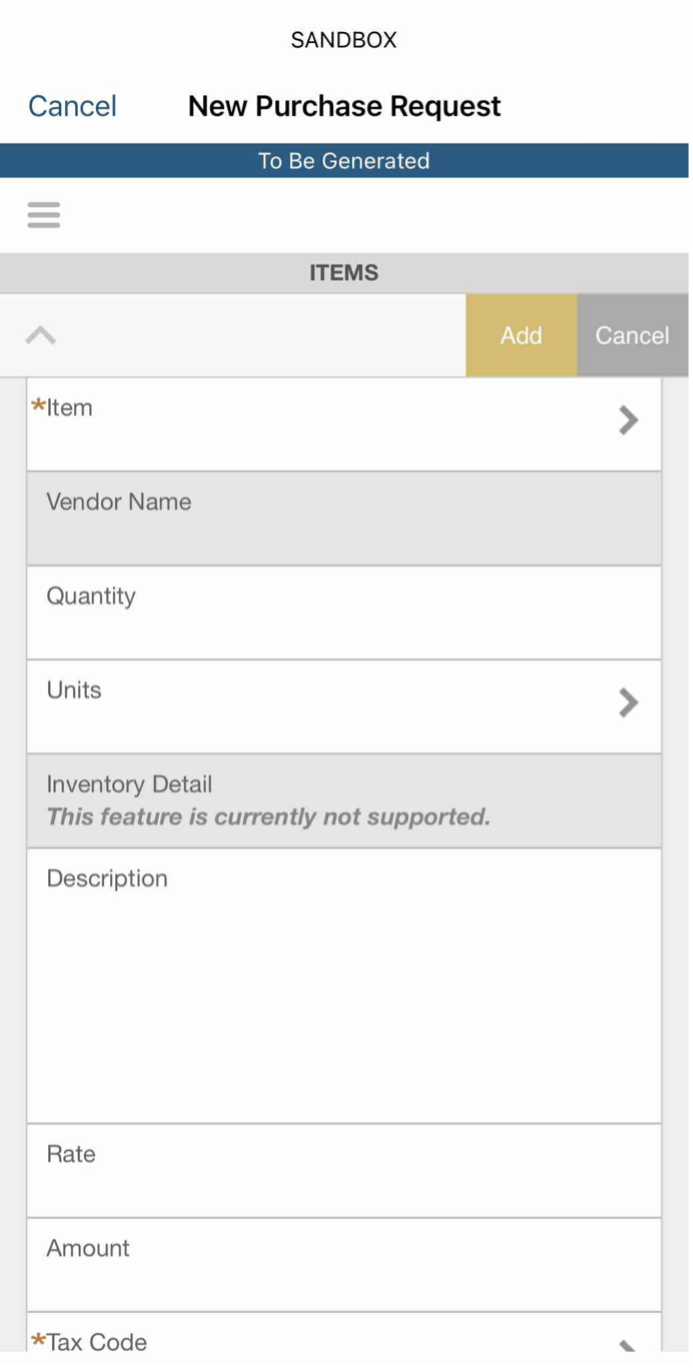 SANDBOX
Cancel New Purchase Request
To Be Generated
ITEMS
Add Cancel
*Item
Vendor Name
Quantity
Units
Inventory Detail
This feature is currently not supported.
Description
Rate
Amount
*Tax Code